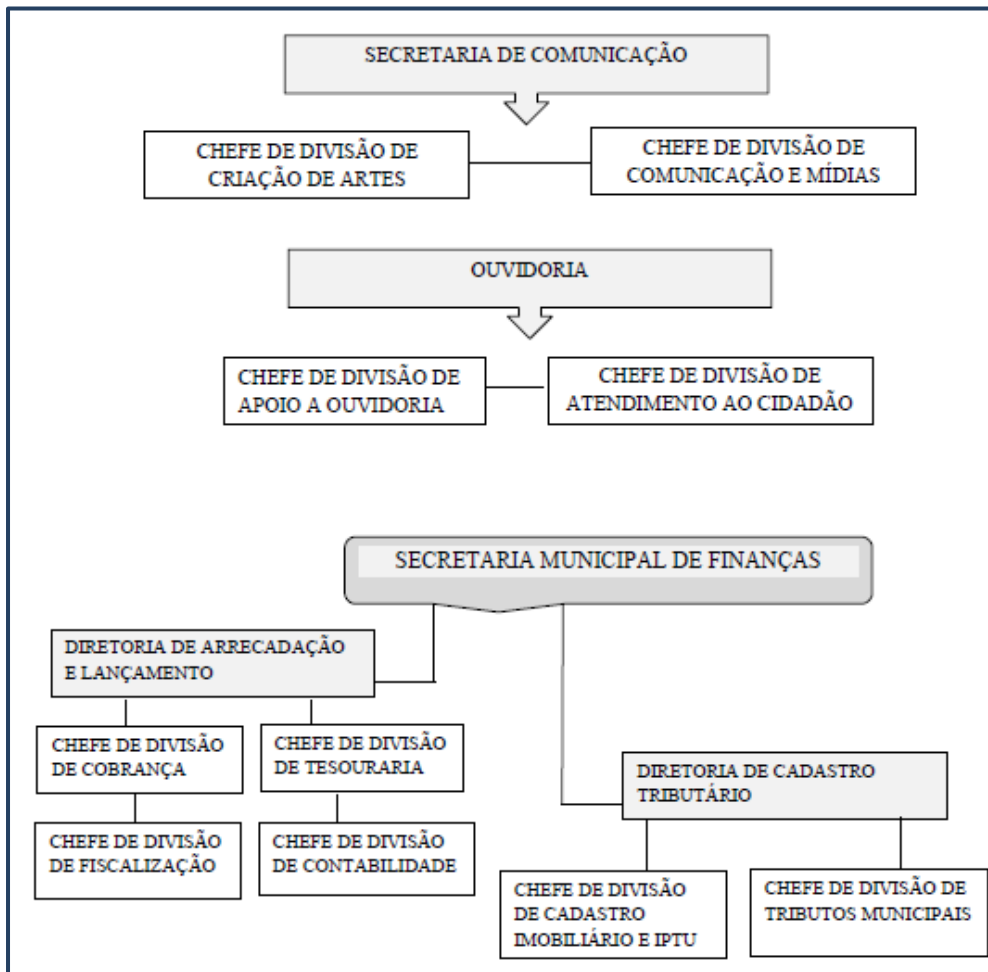 SECRETARIA DE COMUNICAÇÃO
CHEFE DE DIVISÃO DE
CRIAÇÃO DE ARTES
CHEFE DE DIVISÃO DE
COMUNICAÇÃO E MÍDIAS
OUVIDORIA
CHEFE DE DIVISÃO DE
APOIO A OUVIDORIA
CHEFE DE DIVISÃO DE
ATENDIMENTO AO CIDADÃO
SECRETARIA MUNICIPAL DE FINANÇAS
DIRETORIA DE ARRECADAÇÃO
E LANÇAMENTO
CHEFE DE DIVISÃO
DE COBRANÇA
CHEFE DE DIVISÃO
DE TESOURARIA
CHEFE DE DIVISÃO
DE FISCALIZAÇÃO
CHEFE DE DIVISÃO
DE CONTABILIDADE
DIRETORIA DE CADASTRO
TRIBUTÁRIO
CHEFE DE DIVISÃO
DE CADASTRO
IMOBILIÁRIO E IPTU
CHEFE DE DIVISÃO DE
TRIBUTOS MUNICIPAIS